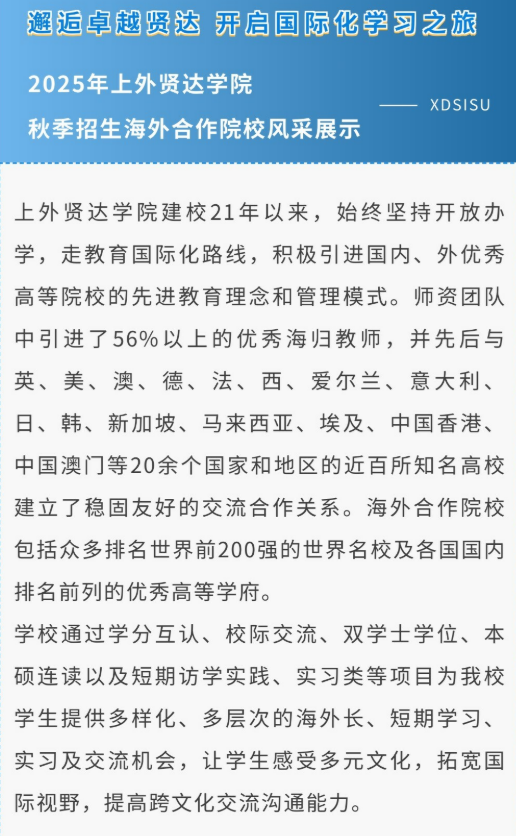 邂逅卓越贤达 开启国际化学习之旅
2025年上外贤达学院
秋季招生海外合作院校风采展示
XDSISU
上外贤达学院建校21年以来，始终坚持开放办
学，走教育国际化路线，积极引进国内、外优秀
高等院校的先进教育理念和管理模式。师资团队
中引进了56%以上的优秀海归教师，并先后与
英、美、澳、德、法、西、爱尔兰、意大利、
日、韩、新加坡、马来西亚、埃及、中国香港、
中国澳门等20余个国家和地区的近百所知名高校
建立了稳固友好的交流合作关系。海外合作院校
包括众多排名世界前200强的世界名校及各国国内
排名前列的优秀高等学府。
学校通过学分互认、校际交流、双学士学位、本
硕连读以及短期访学实践、实习类等项目为我校
学生提供多样化、多层次的海外长、短期学习、
实习及交流机会，让学生感受多元文化，拓宽国
际视野，提高跨文化交流沟通能力。